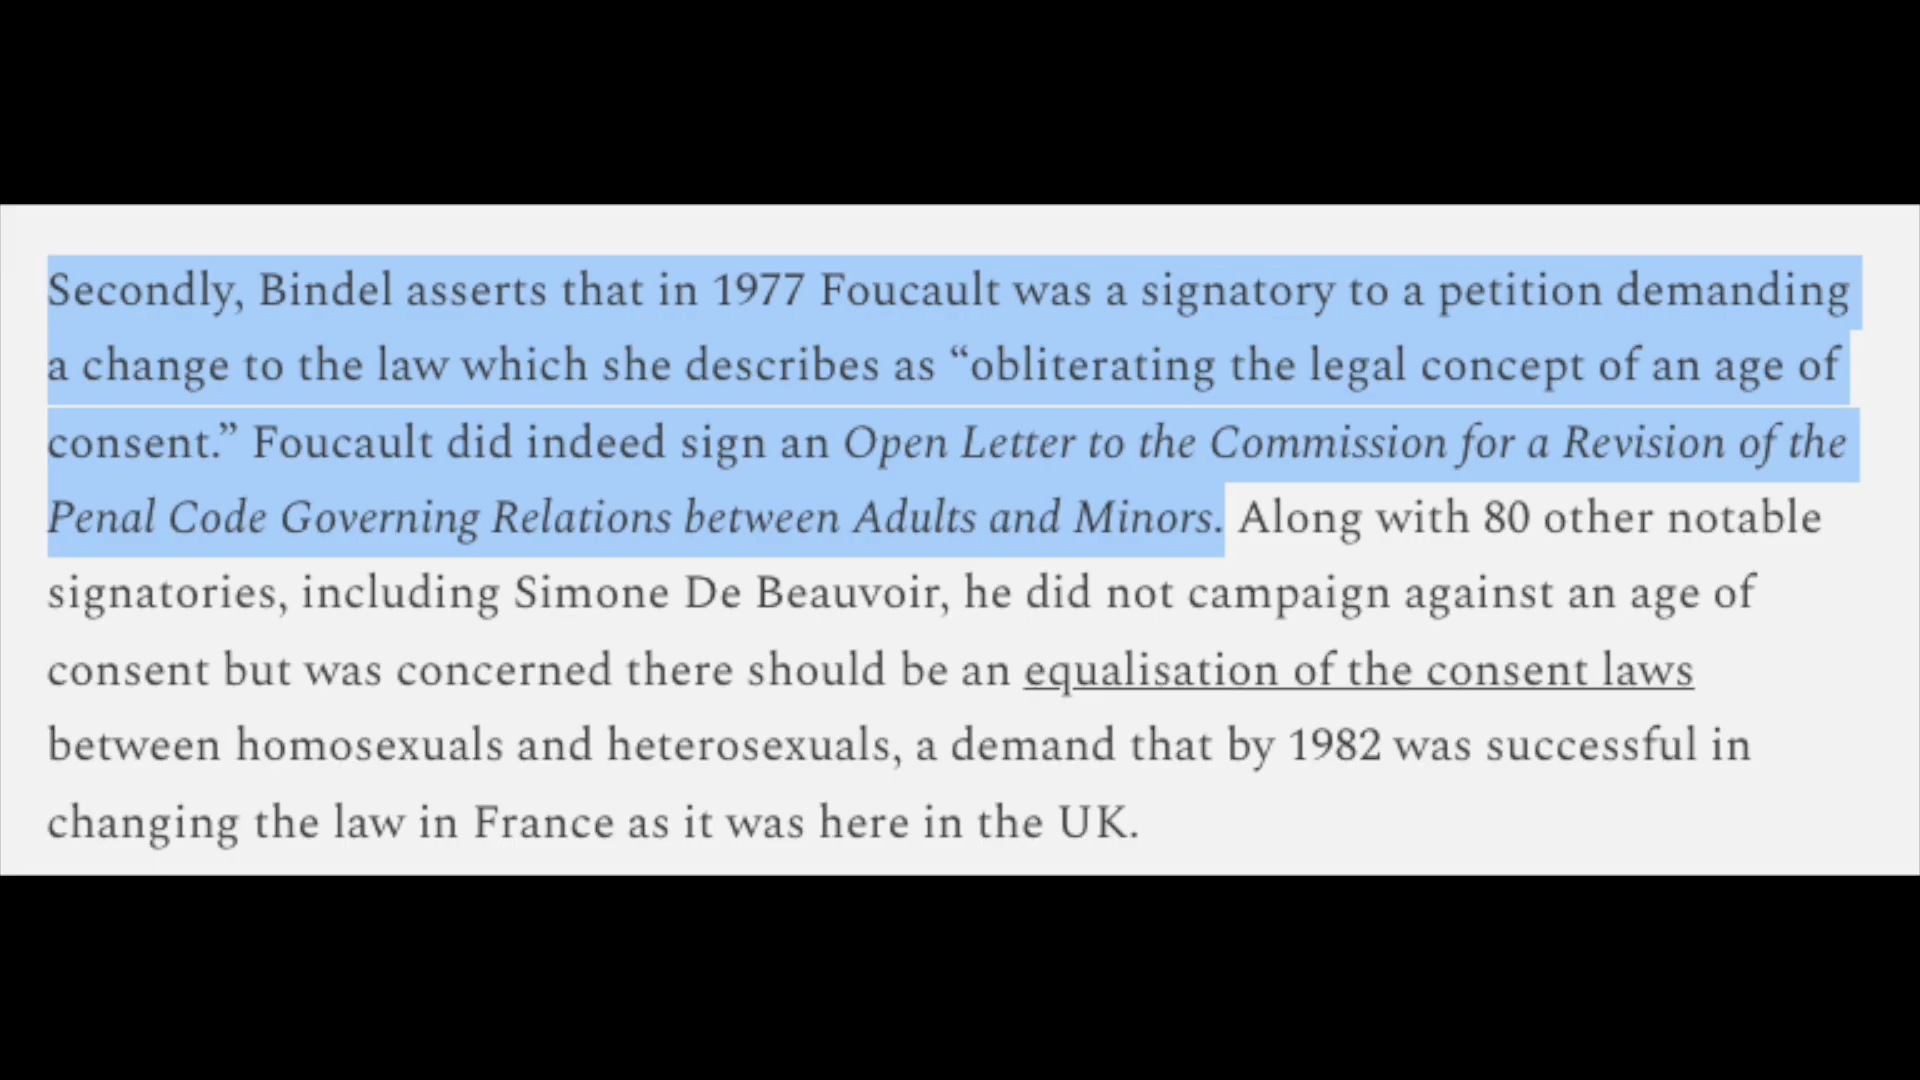 Secondly, Bindel asserts that in 1977 Foucault was a signatory to a petition demanding
a change to the law which she describes as “obliterating the legal concept of an age of
consent.” Foucault did indeed sign an Open Letter to the Commission for a Revision of the
Penal Code Governing Relations between Adults and Minors. Along with 80 other notable
signatories, including Simone De Beauvoir, he did not campaign against an age of
consent but was concerned there should be an equalisation of the consent laws
between homosexuals and heterosexuals, a demand that by 1982 was successful in
changing the law in France as it was here in the UK.